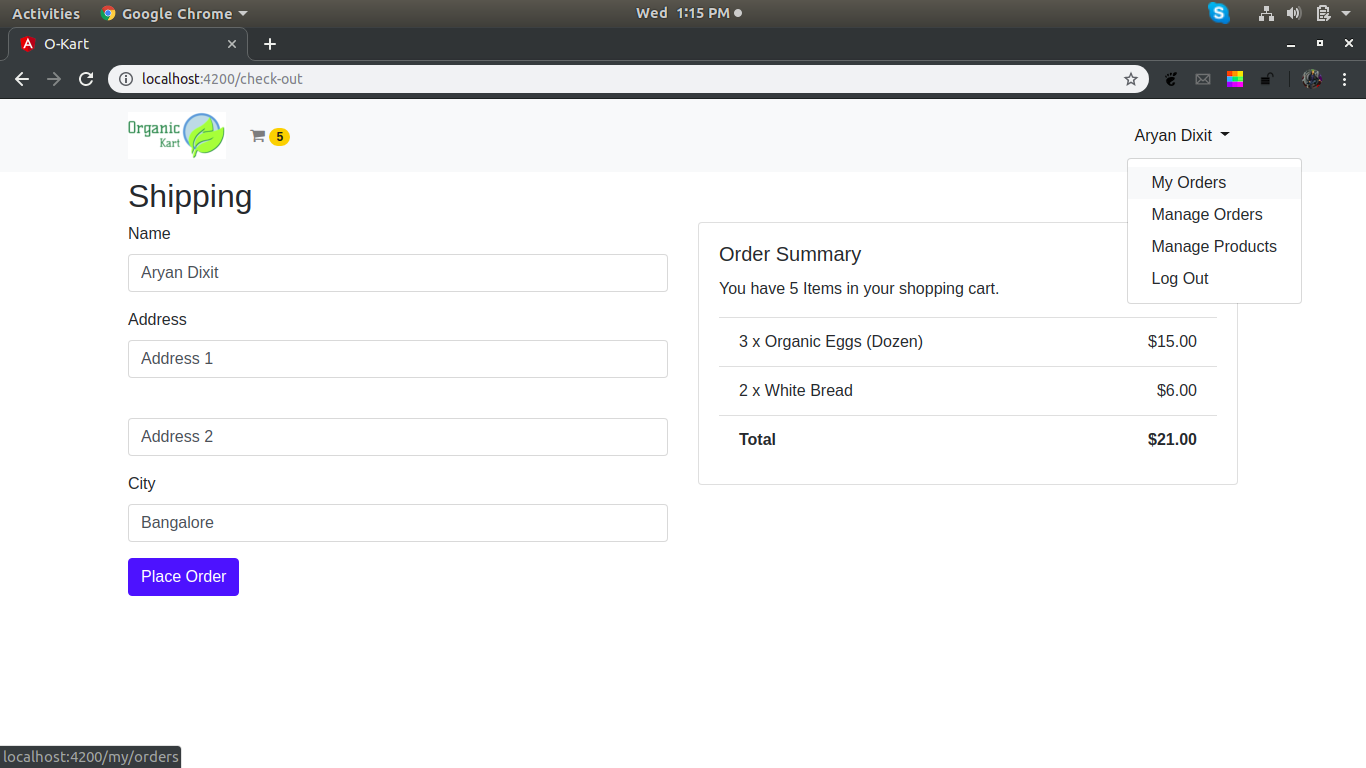 Activities Google Chrome Wed 1:15 PM
O-Kart
localhost:4200/check-out
Organic
Kart
5
Aryan Dixit
My Orders
Manage Orders
Manage Products
Log Out
Shipping
Name
Aryan Dixit
Address
Address 1
Address 2
City
Bangalore
Place Order
Order Summary
You have 5 Items in your shopping cart.
3 x Organic Eggs (Dozen) $15.00
2 x White Bread $6.00
Total $21.00
localhost:4200/my/orders